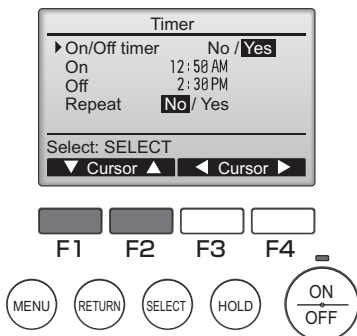 Timer
On/Off timer No / Yes
On 12:50 AM
Off 2:30 PM
Repeat No / Yes
Select: SELECT
▼ Cursor ▲ ◀ Cursor ▶
F1 F2 F3 F4
MENU RETURN SELECT HOLD ON
OFF